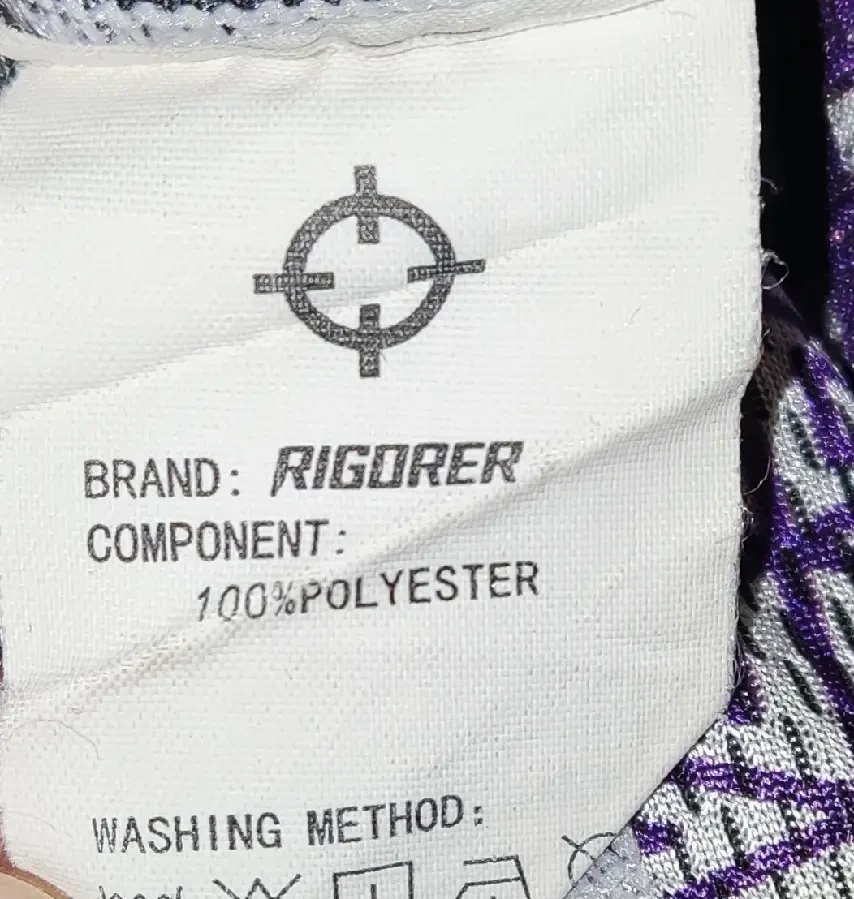 BRAND: RIGORER
COMPONENT:
100%POLYESTER
WASHING METHOD: